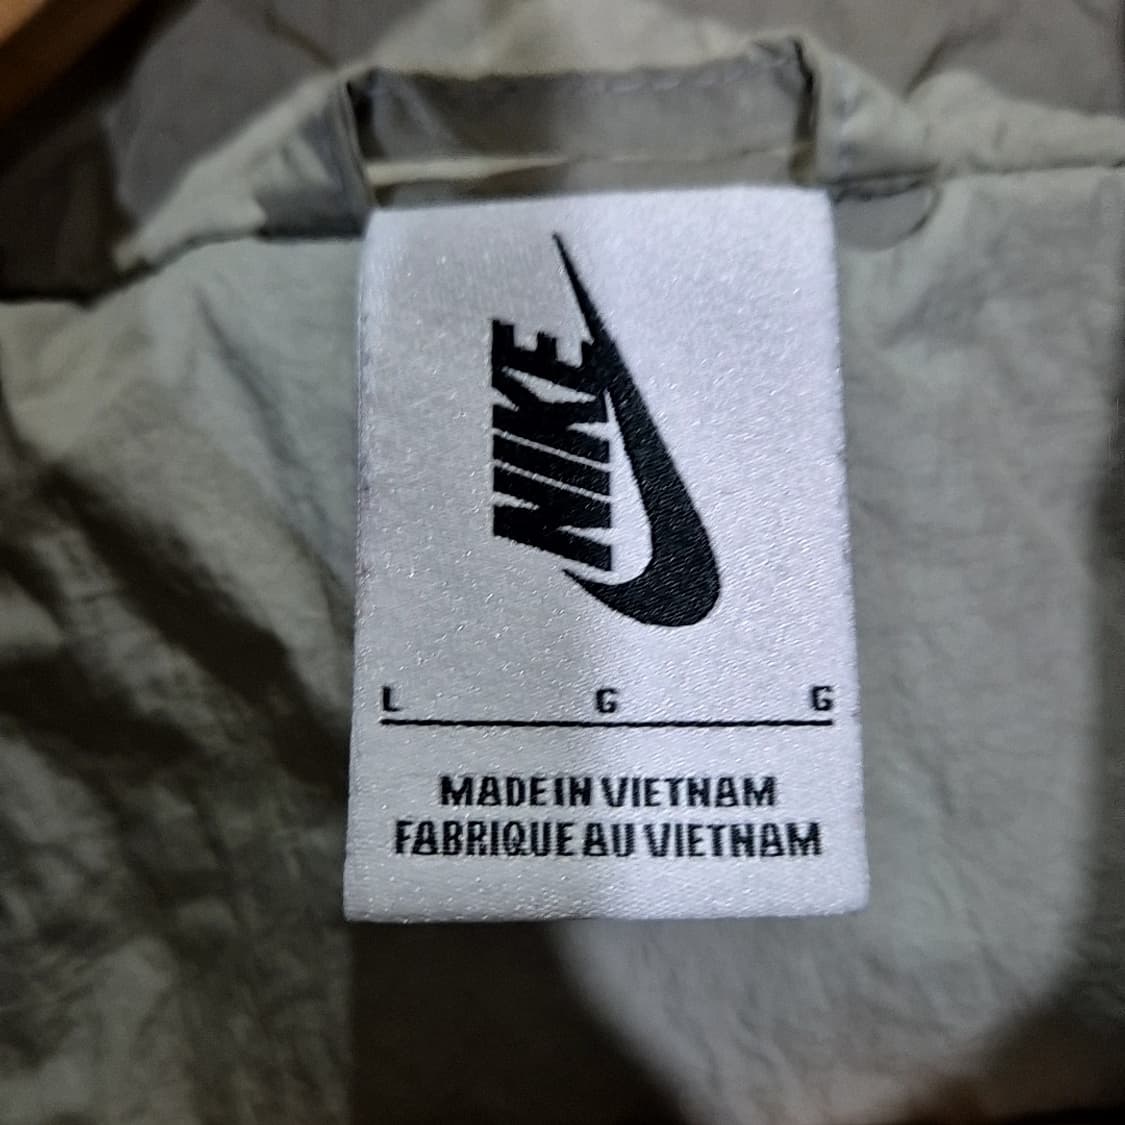 NIKE
L G G
MADE IN VIETNAM
FABRIQUE AU VIETNAM